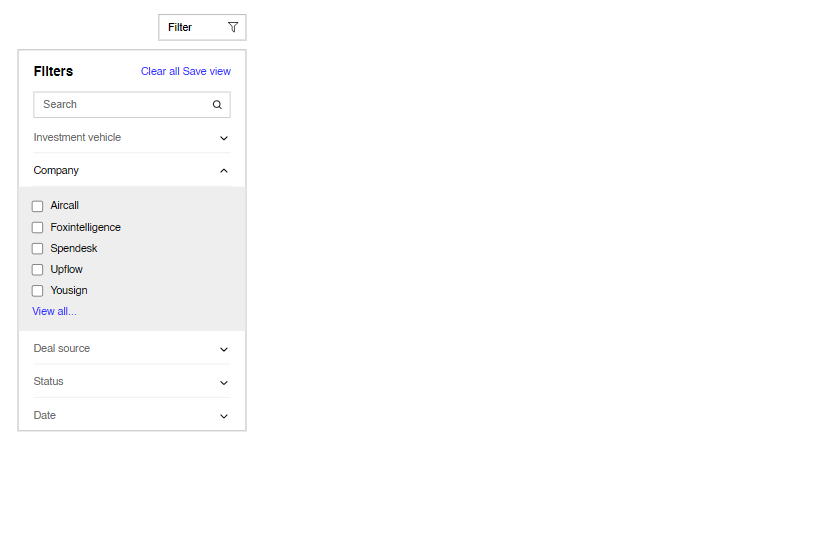 Filter
Filters
Clear all Save view
Search
Investment vehicle
Company
Aircall
Foxintelligence
Spendesk
Upflow
Yousign
View all...
Deal source
Status
Date